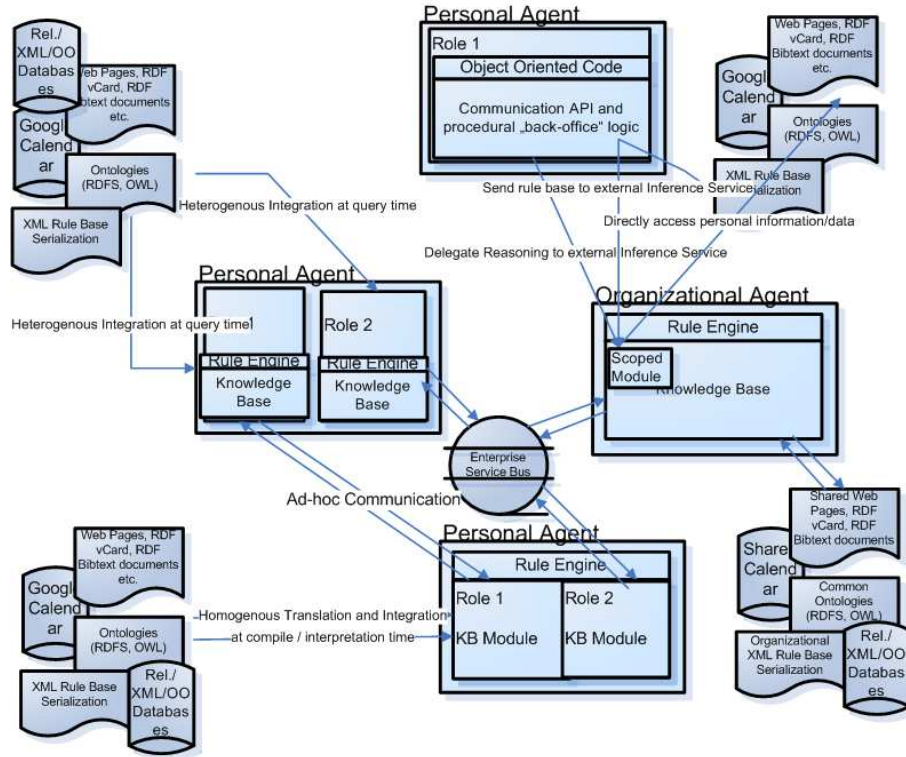 Rel./
XML/OO
Databas
es
Web Pages, RDF
vCard, RDF
Bibtext documents
etc.
Googl
Calend
ar
Ontologies
(RDFS, OWL)
XML Rule Base
Serialization
Personal Agent
Role 1
Object Oriented Code
Communication API and
procedural „back-office“ logic
Web Pages, RDF
vCard, RDF
Bibtext documents
etc.
Google
Calend
ar
Ontologies
(RDFS, OWL)
XML Rule Base
Serialization
Send rule base to external Inference Service
Heterogenous Integration at query time
Directly access personal information/data
Delegate Reasoning to external Inference Service
Personal Agent
Heterogenous Integration at query time
1
Rule Engine
Knowledge
Base
Role 2
Rule Engine
Knowledge
Base
Organizational Agent
Rule Engine
Scoped
Module
Knowledge Base
Enterprise
Service Bus
Ad-hoc Communication
Personal Agent
Rule Engine
Role 1
KB Module
Role 2
KB Module
Web Pages, RDF
vCard, RDF
Bibtext documents
etc.
Googl
Calend
ar
Ontologies
(RDFS, OWL)
XML Rule Base
Serialization
Rel./
XML/OO
Databas
es
Homogenous Translation and Integration
at compile / interpretation time
Shared Web
Pages, RDF
vCard, RDF
Bibtext documents
Share
Calend
ar
Common
Ontologies
(RDFS, OWL)
Organizational
XML Rule Base
Serialization
Rel./
XML/OO
Databas
es